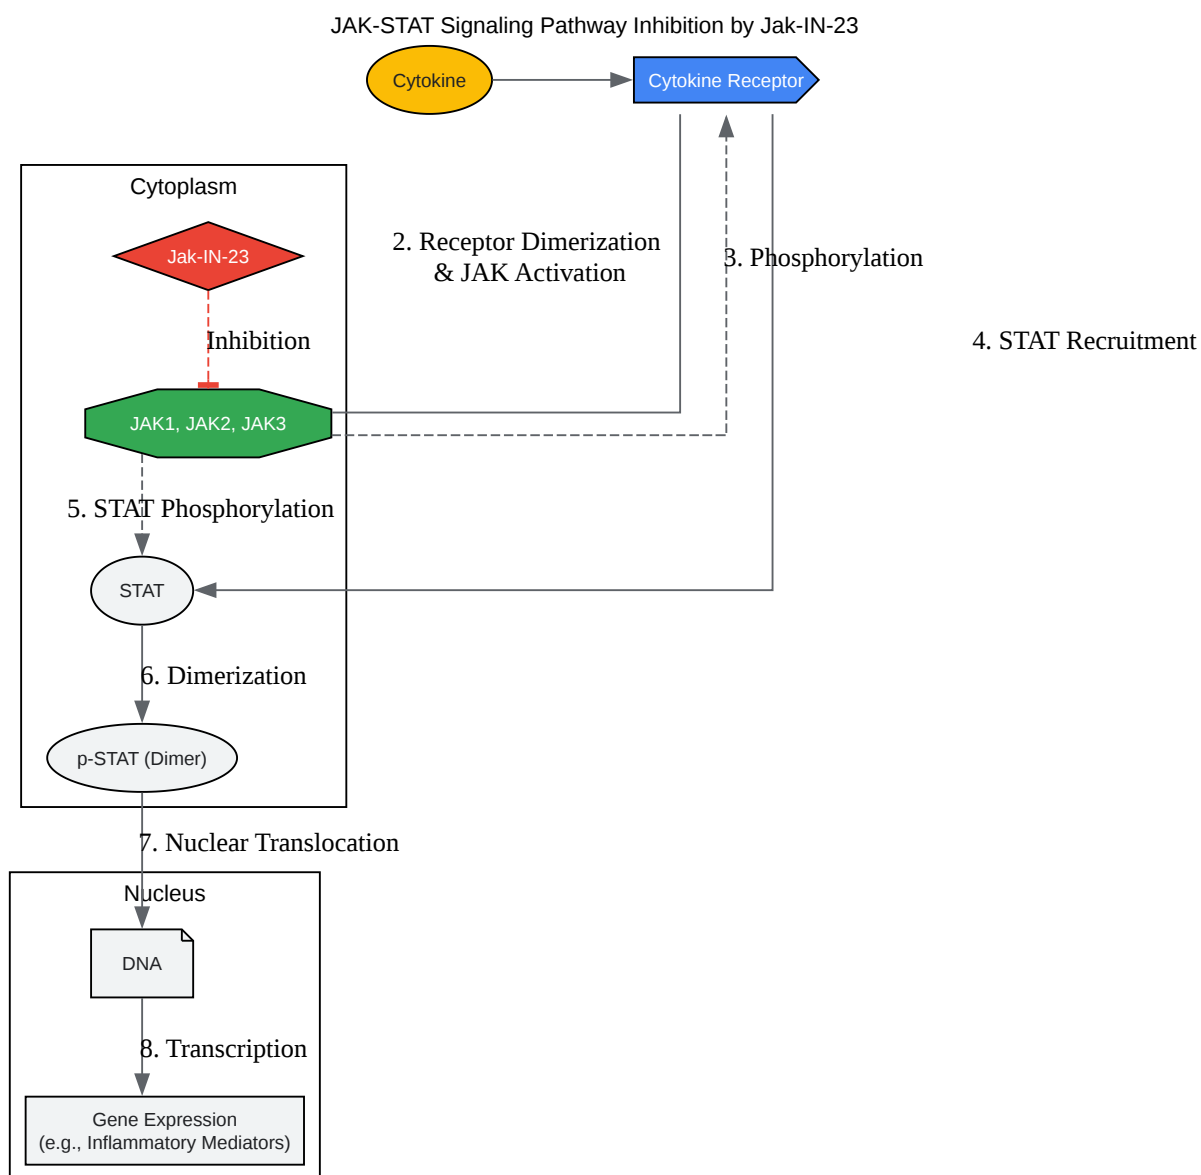 JAK-STAT Signaling Pathway Inhibition by Jak-IN-23
Cytokine
Cytokine Receptor
Cytoplasm
Jak-IN-23
2. Receptor Dimerization
& JAK Activation
3. Phosphorylation
Inhibition
4. STAT Recruitment
JAK1, JAK2, JAK3
5. STAT Phosphorylation
STAT
6. Dimerization
p-STAT (Dimer)
7. Nuclear Translocation
Nucleus
DNA
8. Transcription
Gene Expression
(e.g., Inflammatory Mediators)